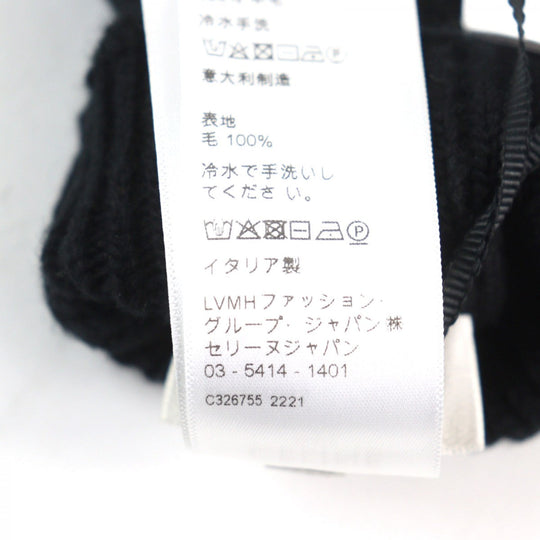 冷水手洗
意大利制造
表地
毛 100%
冷水で手洗いし
てください。
イタリア製
LVMHファッション・
グループ・ジャパン㈱
セリーヌジャパン
03 - 5414 - 1401
C326755 2221